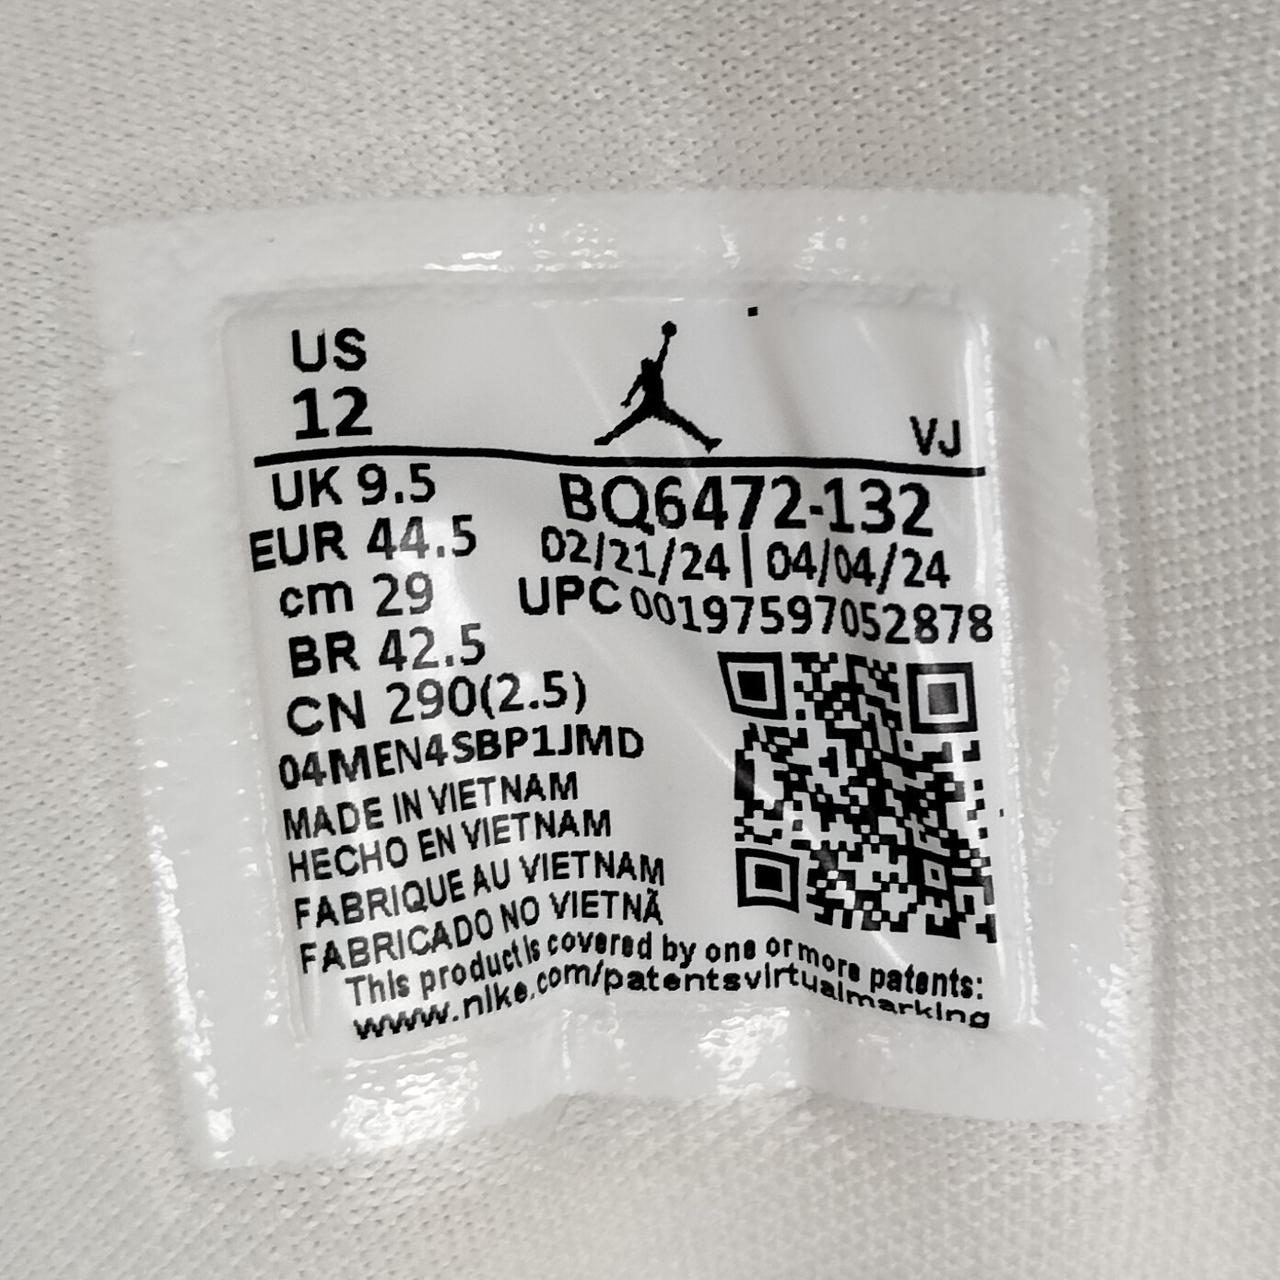 US
12
VJ
UK 9.5
EUR 44.5
cm 29
BR 42.5
CN 290(2.5)
BQ6472-132
02/21/24 | 04/04/24
UPC 00197597052878
04MEN4SBP1JMD
MADE IN VIETNAM
HECHO EN VIETNAM
FABRIQUE AU VIETNAM
FABRICADO NO VIETNÃ
This product is covered by one or more patents:
www.nike.com/patentsvirtualmarking